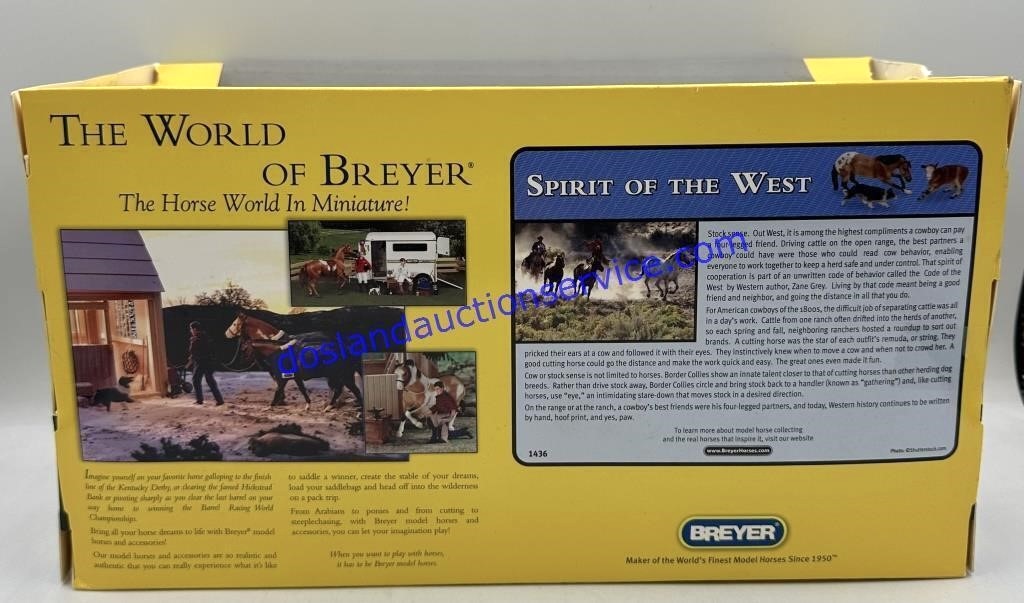 THE WORLD
OF BREYER®
The Horse World In Miniature!
Imagine yourself on your favorite horse galloping to the finish
line of the Kentucky Derby, or clearing the famed Hickstead
Bank or pivoting sharply as you clear the last barrel on your
way home to winning the Barrel Racing World
Championships.
Bring all your horse dreams to life with Breyer® model
horses and accessories!
Our model horses and accessories are so realistic and
authentic that you can really experience what it's like
to saddle a winner, create the stable of your dreams,
load your saddlebags and head off into the wilderness
on a pack trip.
From Arabians to ponies and from cutting to
steeplechasing, with Breyer model horses and
accessories, you can let your imagination play!
When you want to play with horses,
it has to be Breyer model horses.
SPIRIT OF THE WEST
Stock sense. Out West, it is among the highest compliments a cowboy can pay
a four-legged friend. Driving cattle on the open range, the best partners a
cowboy could have were those who could read cow behavior, enabling
everyone to work together to keep a herd safe and under control. That spirit of
cooperation is part of an unwritten code of behavior called the Code of the
West by Western author, Zane Grey. Living by that code meant being a good
friend and neighbor, and going the distance in all that you do.
For American cowboys of the 1800s, the difficult job of separating cattle was all
in a day's work. Cattle from one ranch often drifted into the herds of another,
so each spring and fall, neighboring ranchers hosted a roundup to sort out
brands. A cutting horse was the star of each outfit's remuda, or string. They
pricked their ears at a cow and followed it with their eyes. They instinctively knew when to move a cow and when not to crowd her. A
good cutting horse could go the distance and make the work quick and easy. The great ones even made it fun.
Cow or stock sense is not limited to horses. Border Collies show an innate talent closer to that of cutting horses than other herding dog
breeds. Rather than drive stock away, Border Collies circle and bring stock back to a handler (known as "gathering") and, like cutting
horses, use "eye," an intimidating stare-down that moves stock in a desired direction.
On the range or at the ranch, a cowboy's best friends were his four-legged partners, and today, Western history continues to be written
by hand, hoof print, and yes, paw.
To learn more about model horse collecting
and the real horses that inspire it, visit our website
www.BreyerHorses.com
1436
Photo: ©Shutterstock.com
BREYER
Maker of the World's Finest Model Horses Since 1950™
doslandauctionservice.com